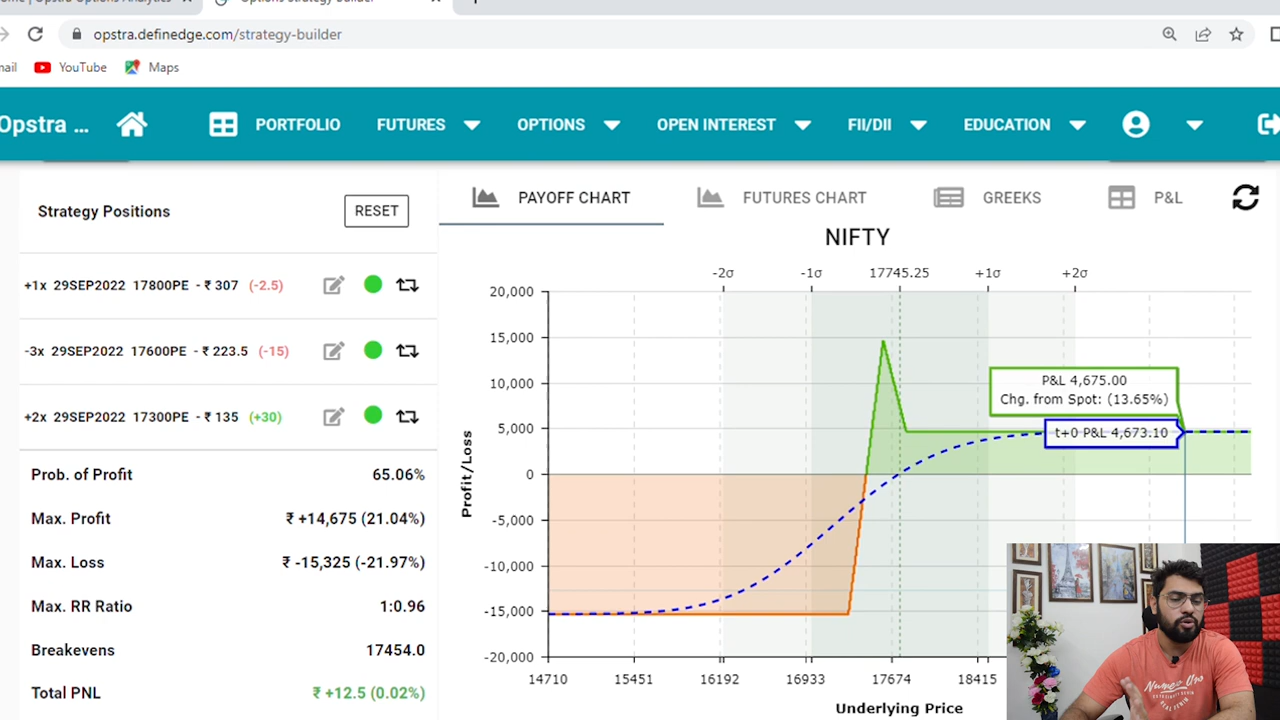 Options Strategy Builder
opstra.definedge.com/strategy-builder
YouTube Maps
Opstra ... PORTFOLIO FUTURES OPTIONS OPEN INTEREST FII/DII EDUCATION
Strategy Positions RESET
PAYOFF CHART FUTURES CHART GREEKS P&L
NIFTY
+1x 29SEP2022 17800PE - ₹ 307 (-2.5)
-3x 29SEP2022 17600PE - ₹ 223.5 (-15)
+2x 29SEP2022 17300PE - ₹ 135 (+30)
Prob. of Profit 65.06%
Max. Profit ₹ +14,675 (21.04%)
Max. Loss ₹ -15,325 (-21.97%)
Max. RR Ratio 1:0.96
Breakevens 17454.0
Total PNL ₹ +12.5 (0.02%)
-2σ -1σ 17745.25 +1σ +2σ
20,000
15,000
10,000
5,000
0
-5,000
-10,000
-15,000
-20,000
Profit/Loss
P&L 4,675.00
Chg. from Spot: (13.65%)
t+0 P&L 4,673.10
14710 15451 16192 16933 17674 18415
Underlying Price